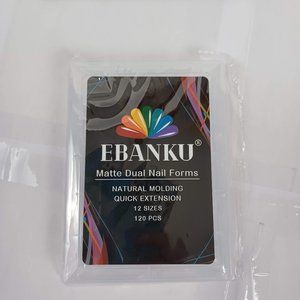 EBANKU®
Matte Dual Nail Forms
NATURAL MOLDING
QUICK EXTENSION
12 SIZES
120 PCS